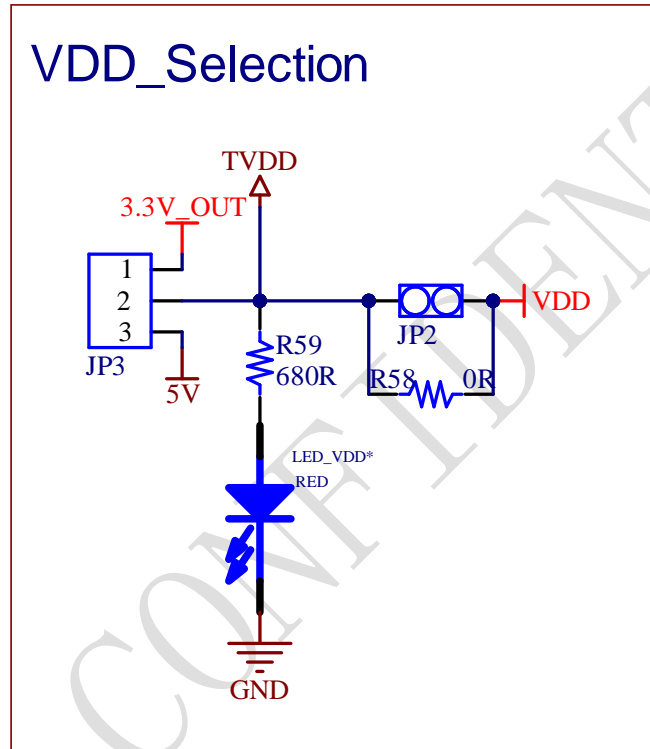 VDD_Selection
TVDD
3.3V_OUT
1
2
3
JP3
5V
JP2
VDD
R59
680R
R58
0R
LED_VDD*
RED
GND
CONFIDENT